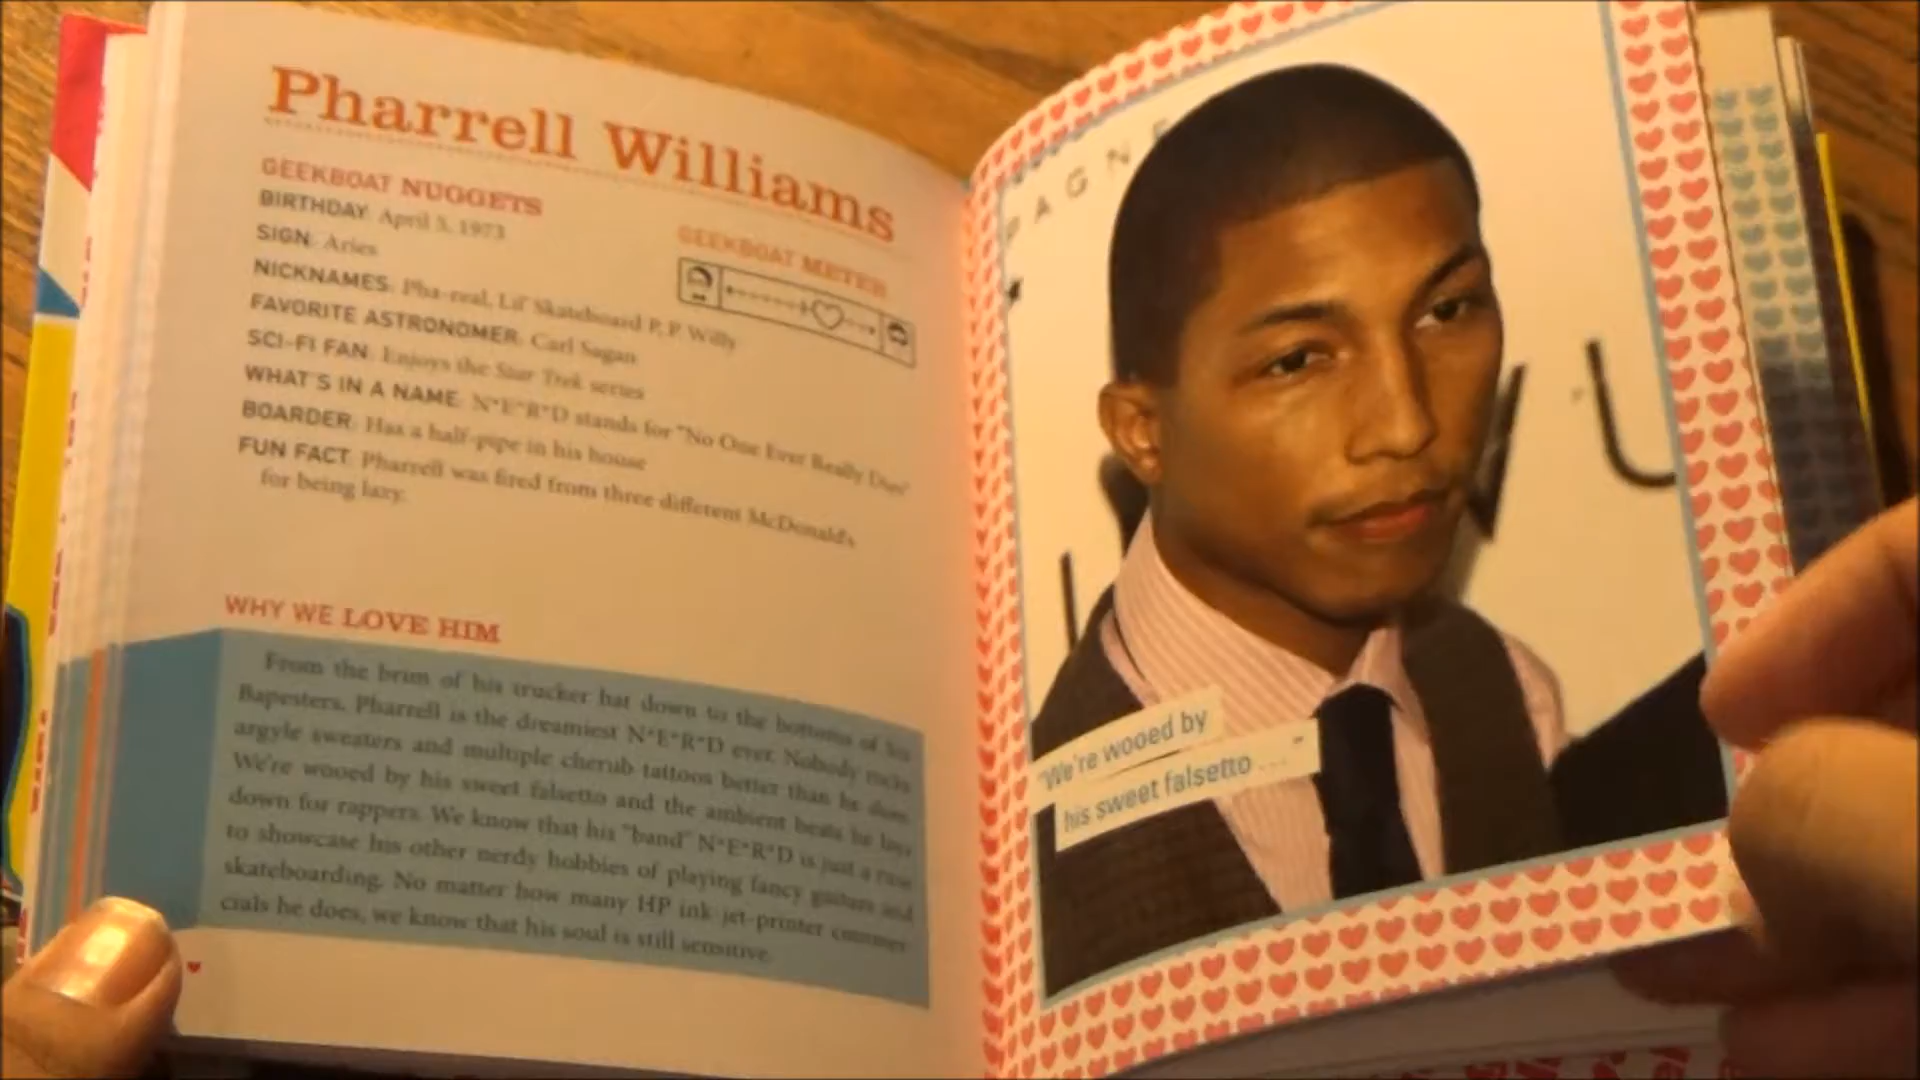 Pharrell Williams
GEEKBOAT NUGGETS
BIRTHDAY: April 5, 1973
SIGN: Aries
NICKNAMES: Pha-real, Lil' Skateboard P, P. Willy
FAVORITE ASTRONOMER: Carl Sagan
SCI-FI FAN: Enjoys the Star Trek series
WHAT'S IN A NAME: N*E*R*D stands for "No One Ever Really Dies"
BOARDER: Has a half-pipe in his house
FUN FACT: Pharrell was fired from three different McDonald's
for being lazy.
GEEKBOAT METER
WHY WE LOVE HIM
From the brim of his trucker hat down to the bottoms of his
Bapesters, Pharrell is the dreamiest N*E*R*D ever. Nobody rocks
argyle sweaters and multiple cherub tattoos better than he does.
We're wooed by his sweet falsetto and the ambient beats he lays
down for rappers. We know that his "band" N*E*R*D is just a ruse
to showcase his other nerdy hobbies of playing fancy guitars and
skateboarding. No matter how many HP ink jet-printer commer-
cials he does, we know that his soul is still sensitive.
PAGNE
U
"We're wooed by
his sweet falsetto . . . "